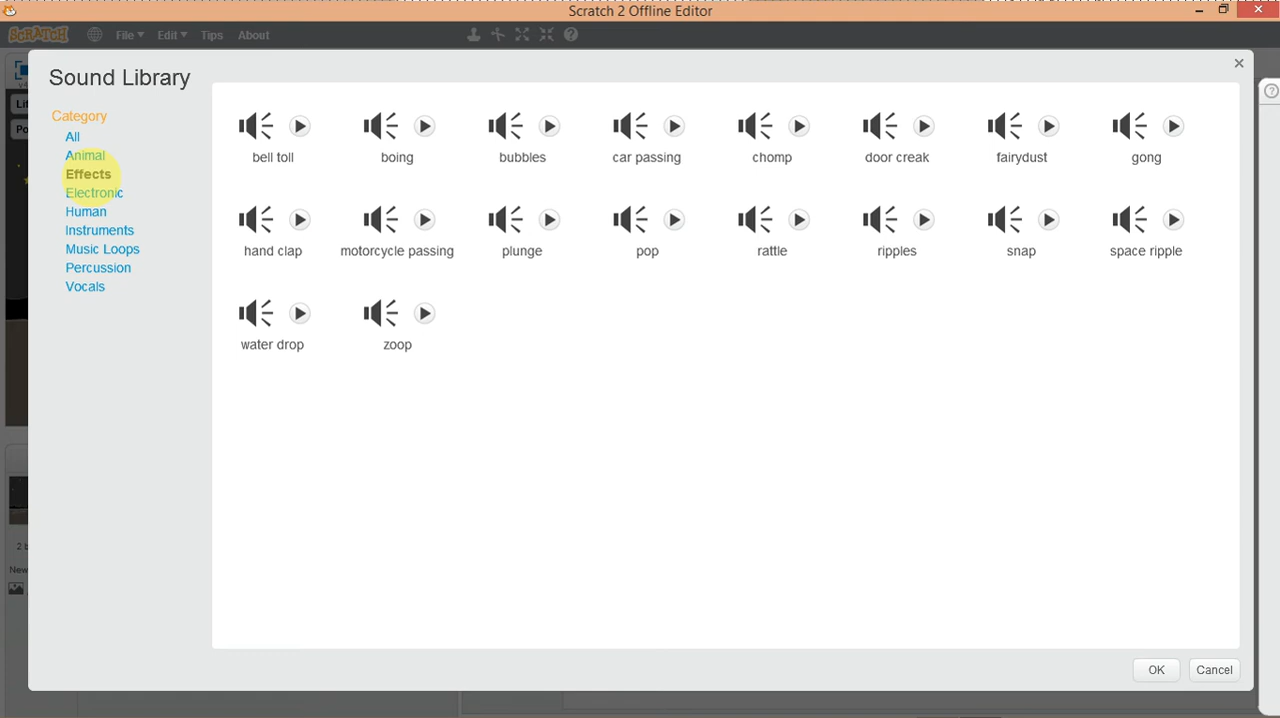 Scratch 2 Offline Editor
SCRATCH File Edit Tips About
Sound Library
Category
All
Animal
Effects
Electronic
Human
Instruments
Music Loops
Percussion
Vocals
bell toll boing bubbles car passing chomp door creak fairydust gong
hand clap motorcycle passing plunge pop rattle ripples snap space ripple
water drop zoop
OK Cancel
New